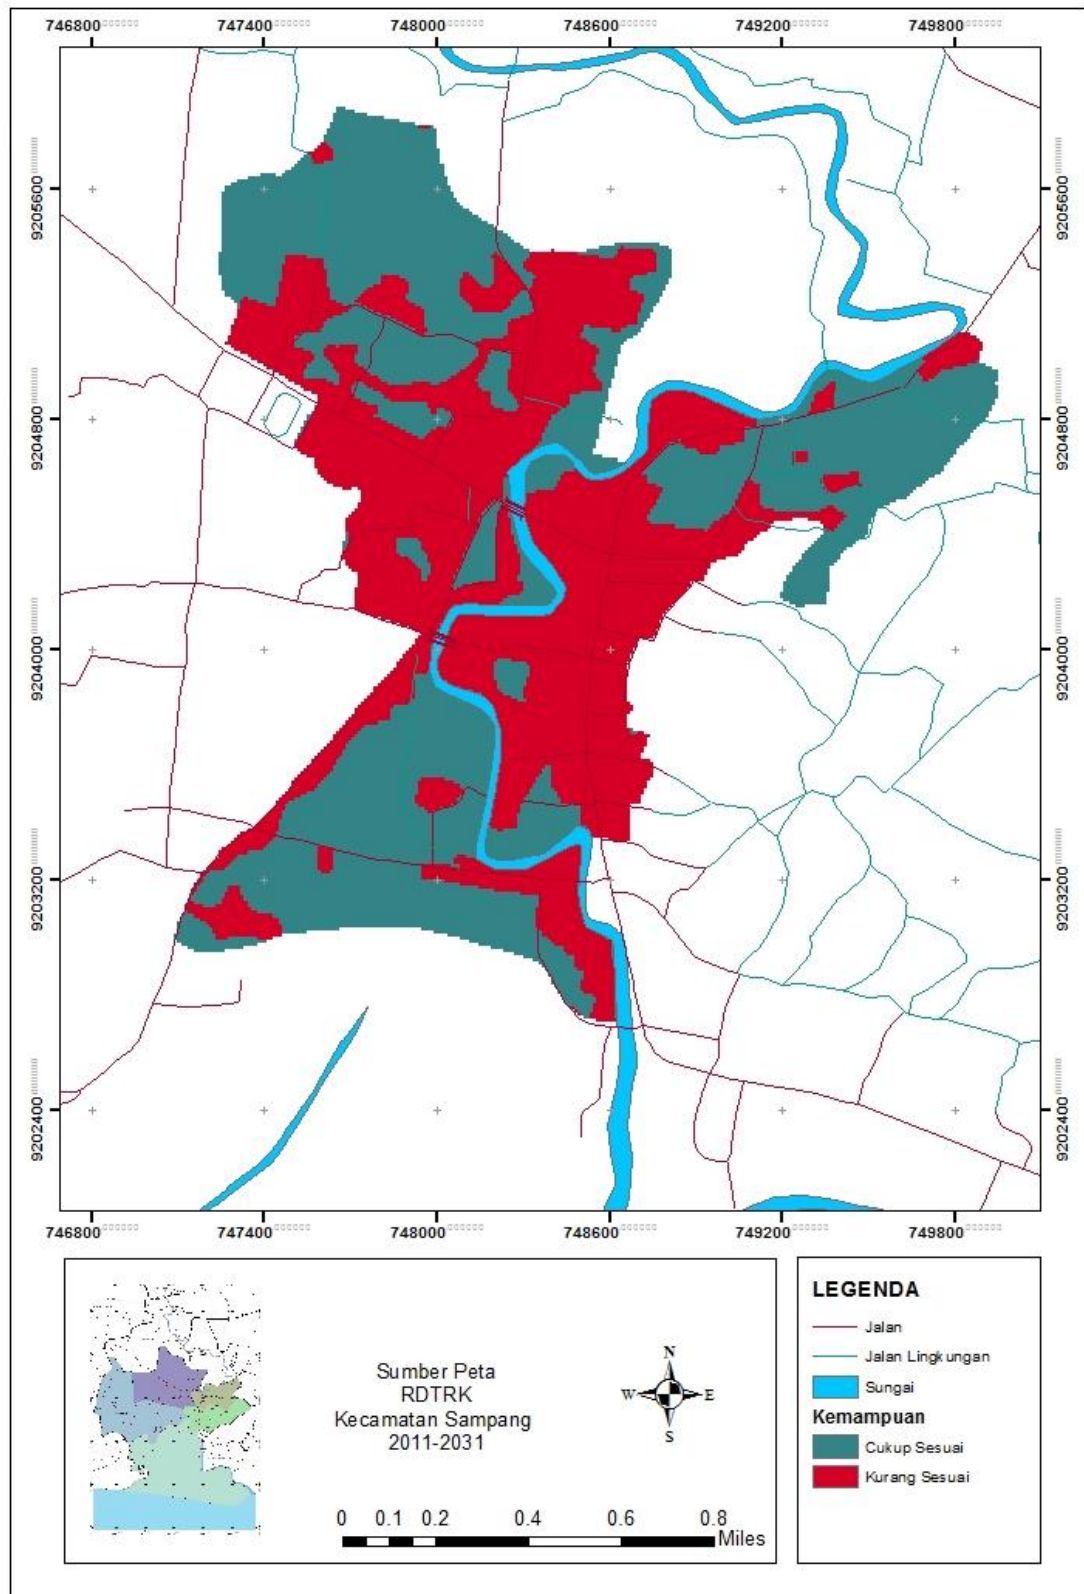 746800 747400 748000 748600 749200 749800
9205600 9205600
9204800 9204800
9204000 9204000
9203200 9203200
9202400 9202400
746800 747400 748000 748600 749200 749800
Sumber Peta
RDTRK
Kecamatan Sampang
2011-2031
N
W E
S
0 0.1 0.2 0.4 0.6 0.8
Miles
LEGENDA
Jalan
Jalan Lingkungan
Sungai
Kemampuan
Cukup Sesuai
Kurang Sesuai